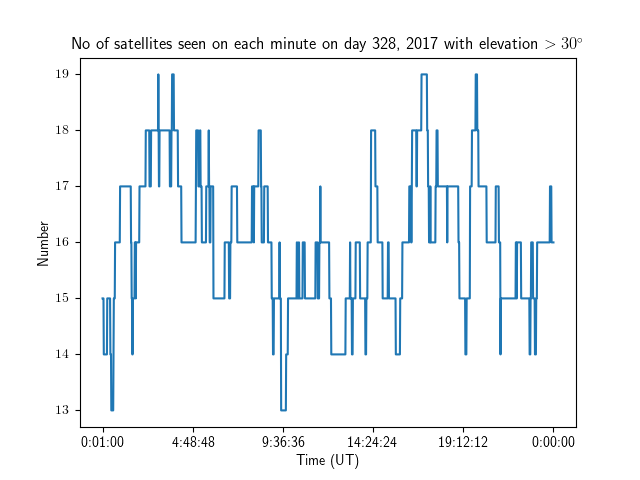 No of satellites seen on each minute on day 328, 2017 with elevation > 30°
19
18
17
16
15
14
13
Number
0:01:00 4:48:48 9:36:36 14:24:24 19:12:12 0:00:00
Time (UT)